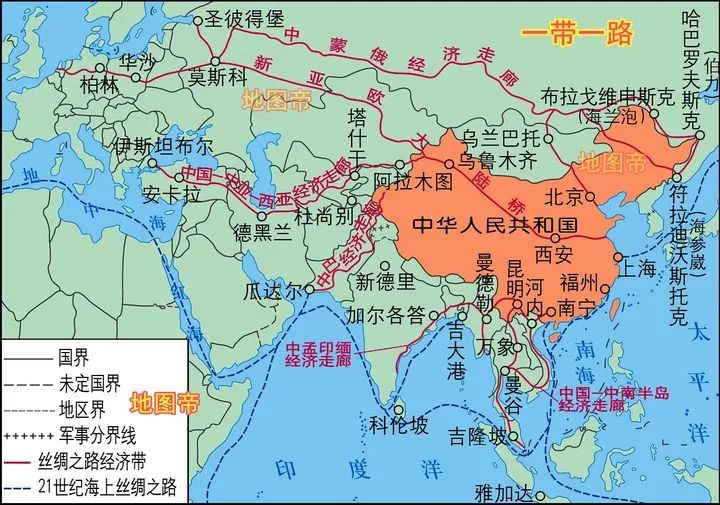 一带一路
圣彼得堡
中蒙俄经济走廊
哈巴罗夫斯克
(伯力)
华沙
柏林
莫斯科
新亚欧大陆桥
地图帝
布拉戈维申斯克
(海兰泡)
塔什干
乌兰巴托
地图帝
伊斯坦布尔
乌鲁木齐
地中海
安卡拉
中国-中亚-西亚经济走廊
阿拉木图
北京
符拉迪沃斯托克
(海参崴)
杜尚别
中华人民共和国
德黑兰
中巴经济走廊
西安
上海
红海
瓜达尔
新德里
曼德勒
昆明
河内
福州
南宁
加尔各答
吉大港
太平洋
中孟印缅
经济走廊
万象
南海
国界
未定国界
地区界
军事分界线
丝绸之路经济带
21世纪海上丝绸之路
地图帝
曼谷
中国-中南半岛
经济走廊
科伦坡
吉隆坡
印度洋
雅加达